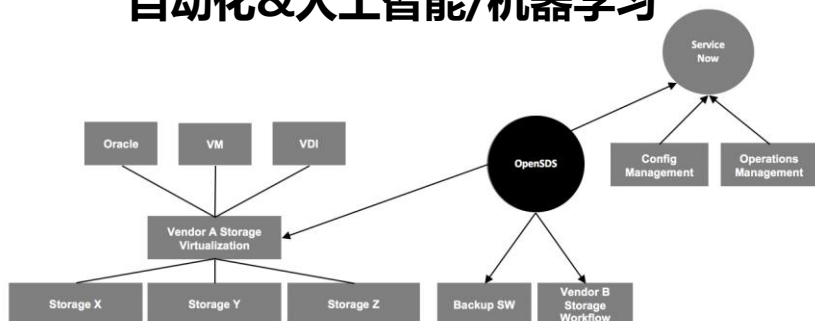 自动化&人工智能/机器学习
Service
Now
Oracle
VM
VDI
OpenSDS
Config
Management
Operations
Management
Vendor A Storage
Virtualization
Storage X
Storage Y
Storage Z
Backup SW
Vendor B
Storage
Workflow